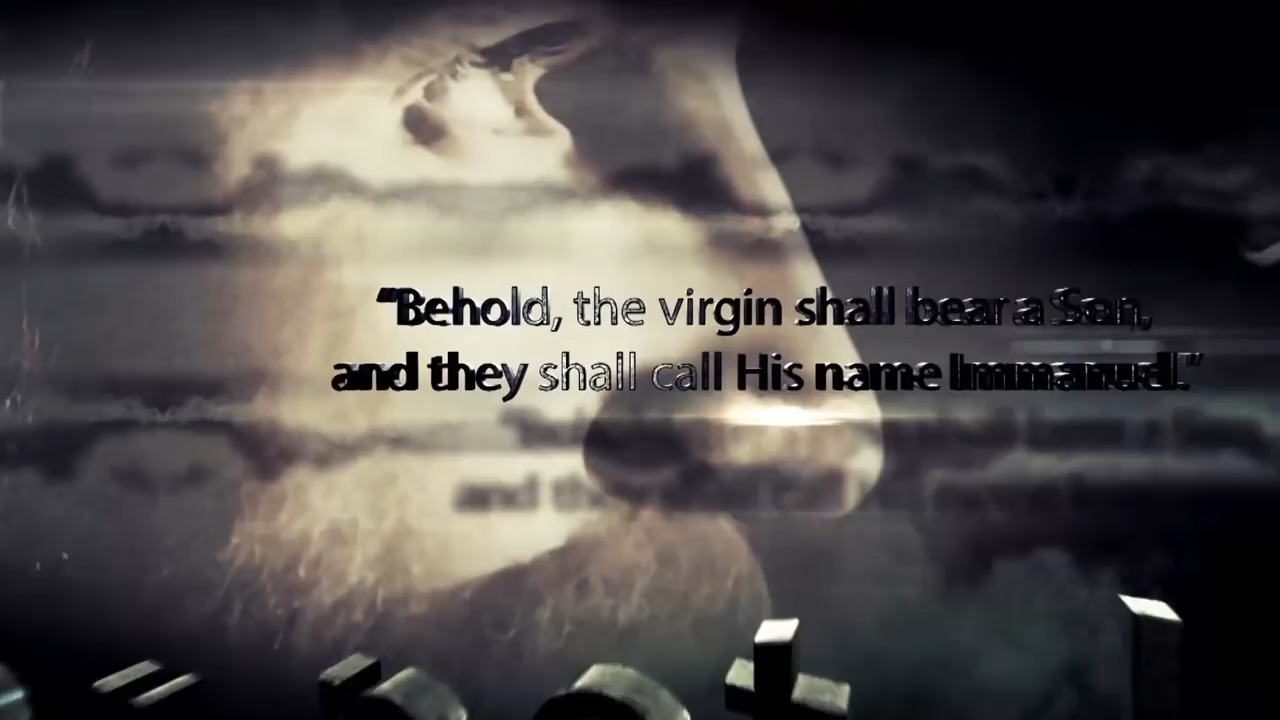 “Behold, the virgin shall bear a Son,
and they shall call His name Immanuel.”